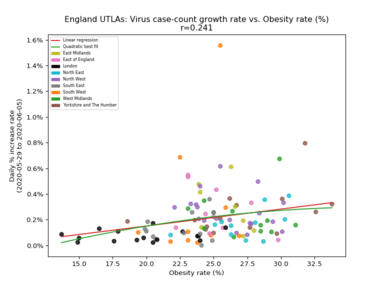 England UTLAs: Virus case-count growth rate vs. Obesity rate (%)
r=0.241
Linear regression
Quadratic best fit
East Midlands
East of England
London
North East
North West
South East
South West
West Midlands
Yorkshire and The Humber
1.6%
1.4%
1.2%
1.0%
0.8%
0.6%
0.4%
0.2%
0.0%
Daily % increase rate
(2020-05-29 to 2020-06-05)
15.0 17.5 20.0 22.5 25.0 27.5 30.0 32.5
Obesity rate (%)